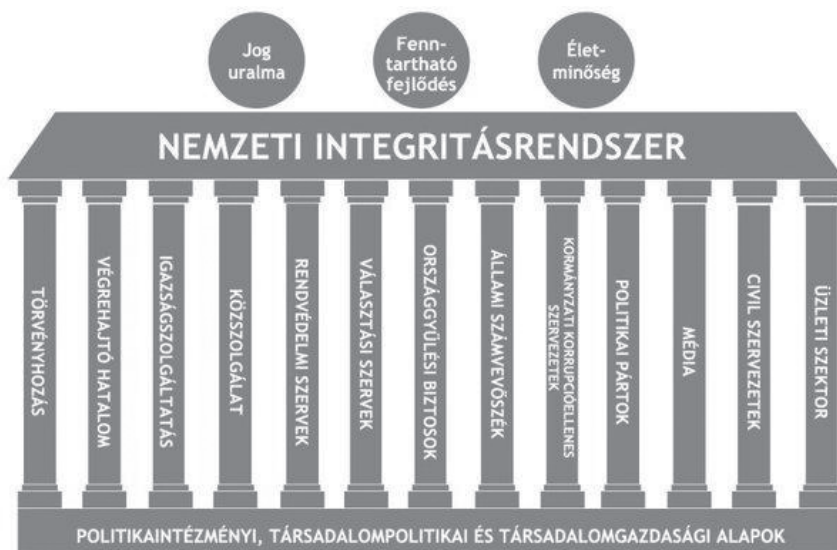 Jog
uralma
Fenn-
tartható
fejlődés
Élet-
minőség
NEMZETI INTEGRITÁSRENDSZER
TÖRVÉNYHOZÁS
VÉGREHAJTÓ HATALOM
IGAZSÁGSZOLGÁLTATÁS
KÖZSZOLGÁLAT
RENDVÉDELMI SZERVEK
VÁLASZTÁSI SZERVEK
ORSZÁGGYŰLÉSI BIZTOSOK
ÁLLAMI SZÁMVEVŐSZÉK
KORMÁNYZATI KORRUPCIÓELLENES
SZERVEZETEK
POLITIKAI PÁRTOK
MÉDIA
CIVIL SZERVEZETEK
ÜZLETI SZEKTOR
POLITIKAINTÉZMÉNYI, TÁRSADALOMPOLITIKAI ÉS TÁRSADALOMGAZDASÁGI ALAPOK